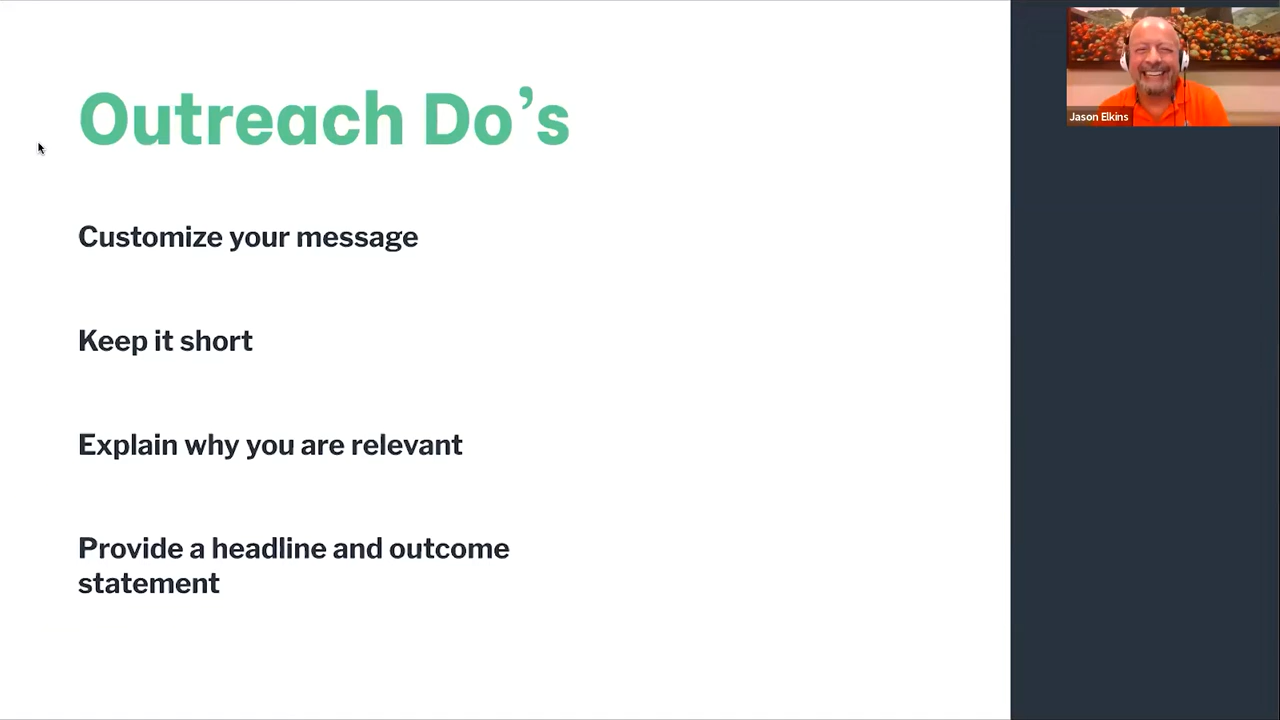 Outreach Do’s
Customize your message
Keep it short
Explain why you are relevant
Provide a headline and outcome
statement
Jason Elkins